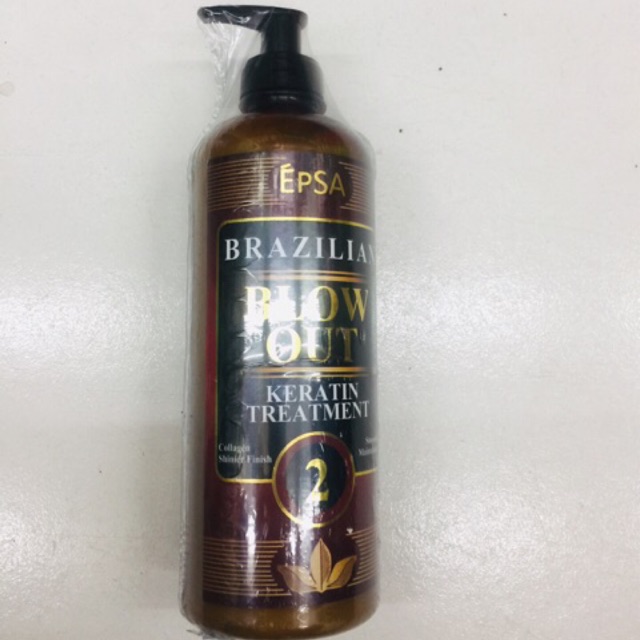 ÉPSA
BRAZILIAN
BLOW
OUT
KERATIN
TREATMENT
Collagen
Shinier Finish
2